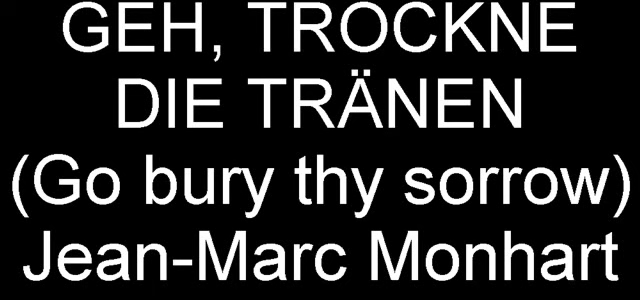 GEH, TROCKNE
DIE TRÄNEN
(Go bury thy sorrow)
Jean-Marc Monhart